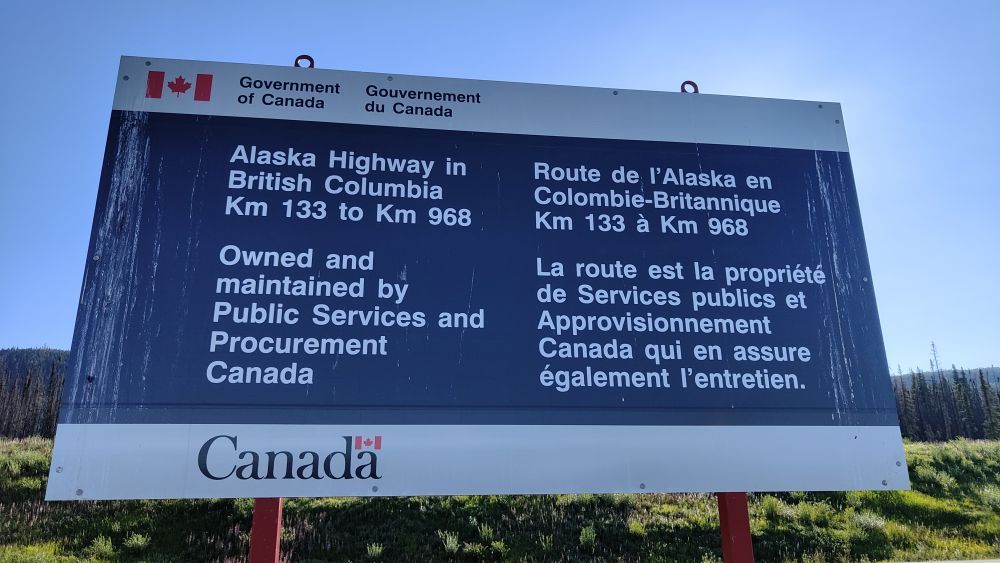 Government
of Canada
Gouvernement
du Canada
Alaska Highway in
British Columbia
Km 133 to Km 968
Owned and
maintained by
Public Services and
Procurement
Canada
Route de l'Alaska en
Colombie-Britannique
Km 133 à Km 968
La route est la propriété
de Services publics et
Approvisionnement
Canada qui en assure
également l'entretien.
Canada